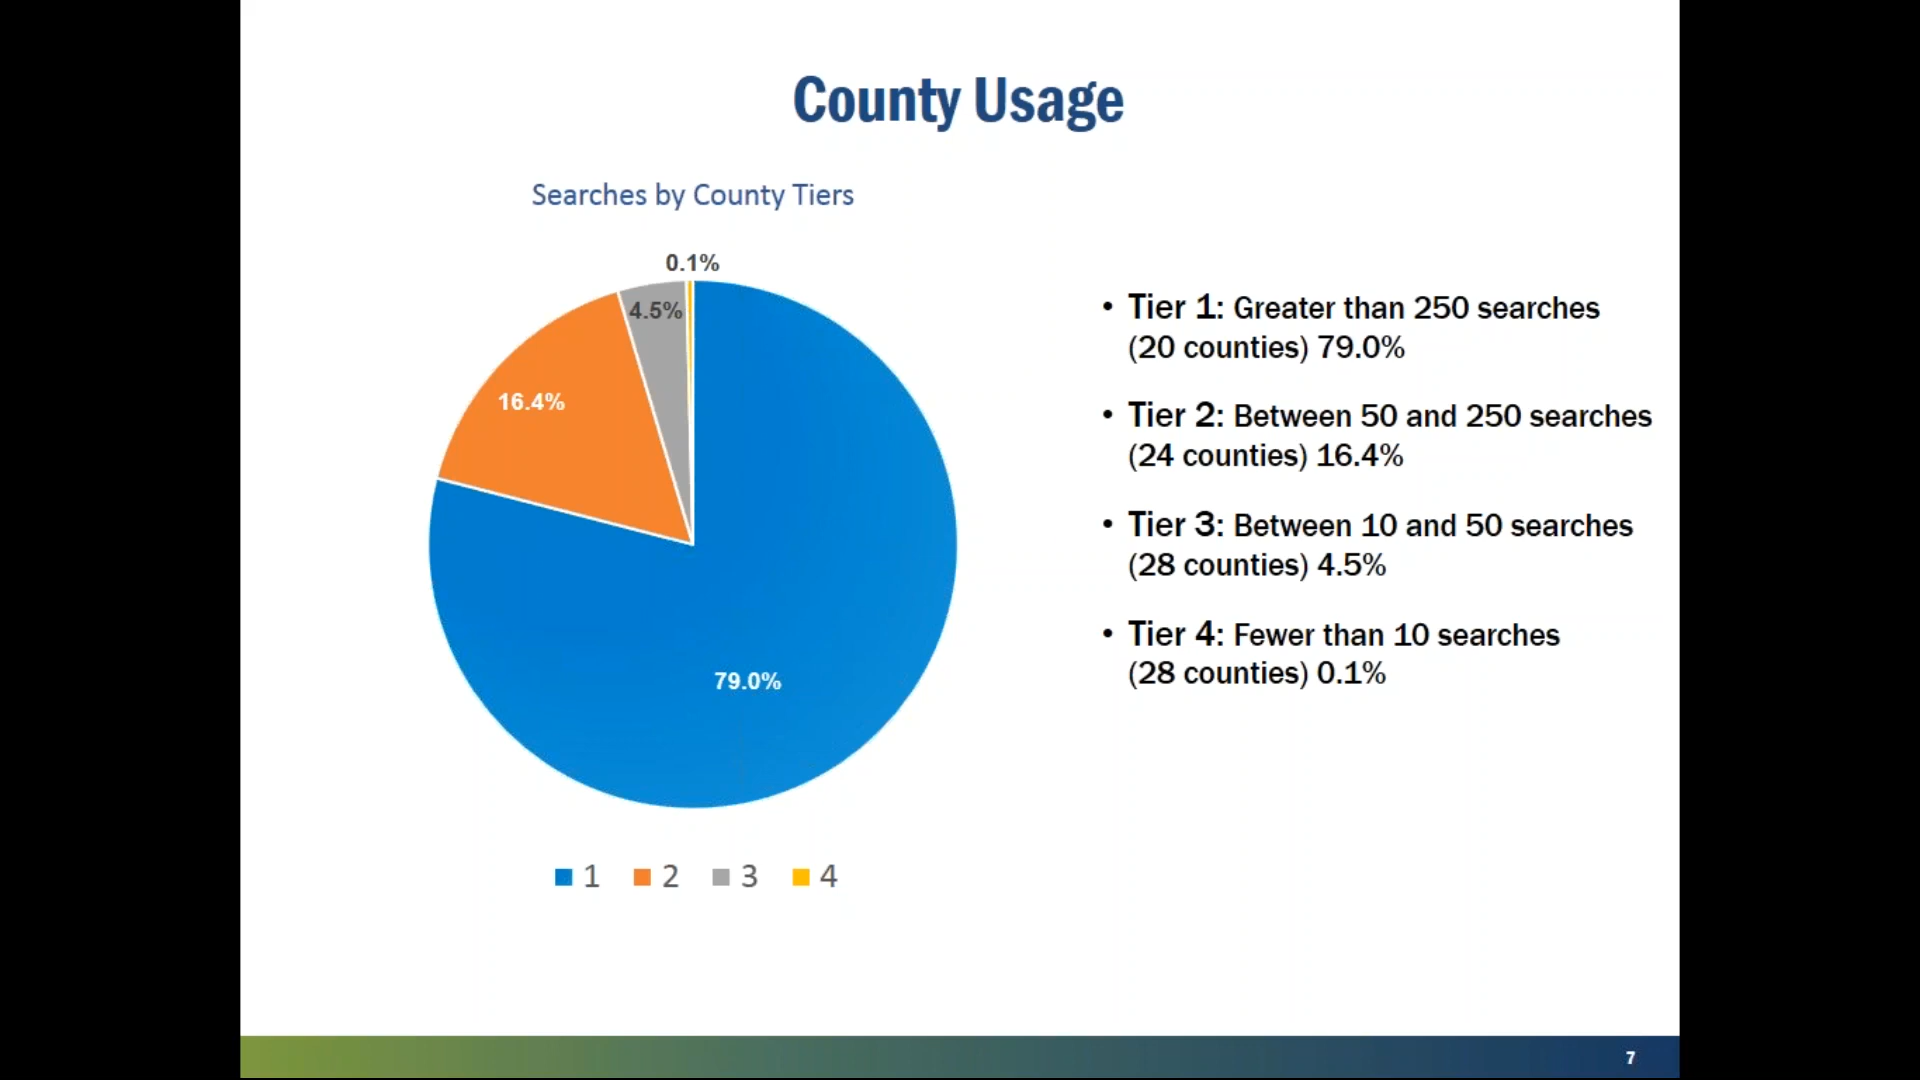 County Usage
Searches by County Tiers
0.1%
4.5%
16.4%
79.0%
1 2 3 4
• Tier 1: Greater than 250 searches
(20 counties) 79.0%
• Tier 2: Between 50 and 250 searches
(24 counties) 16.4%
• Tier 3: Between 10 and 50 searches
(28 counties) 4.5%
• Tier 4: Fewer than 10 searches
(28 counties) 0.1%
7